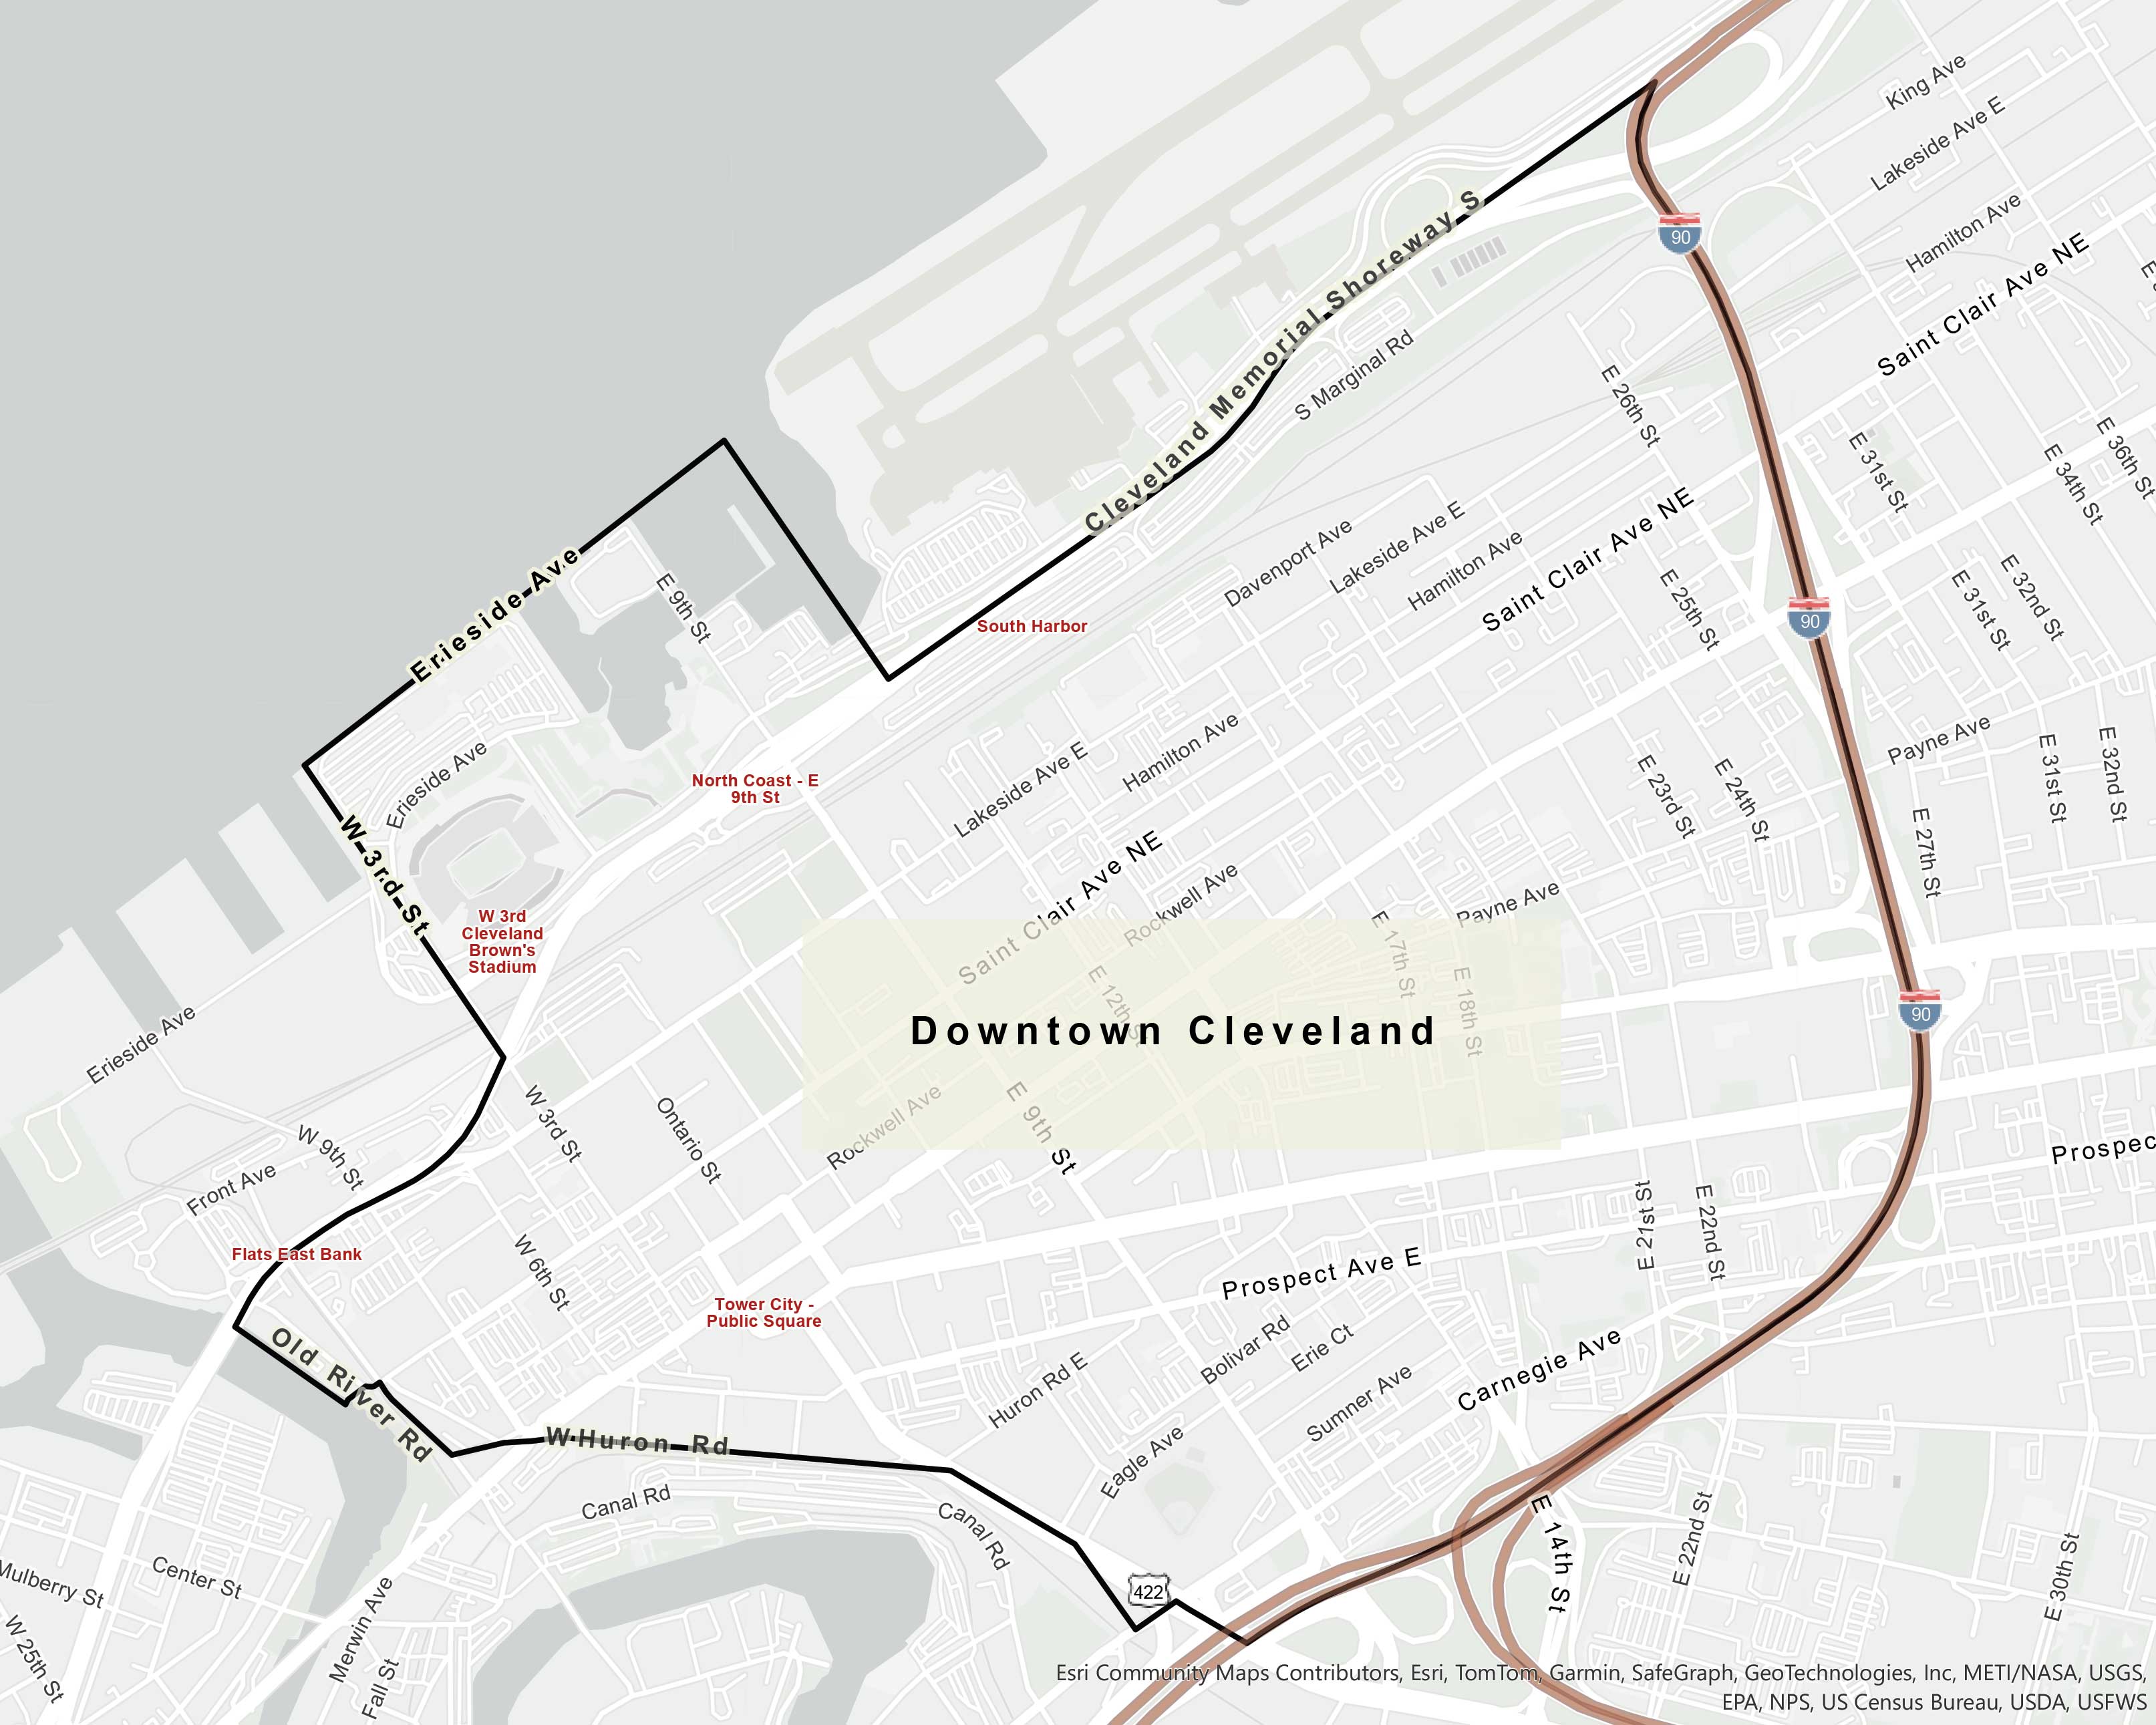 King Ave
Lakeside Ave E
Hamilton Ave
Saint Clair Ave NE
Cleveland Memorial Shoreway S
90
S Marginal Rd
E 26th St
E 31st St
E 34th St
E 36th St
Erieside Ave
E 9th St
South Harbor
Davenport Ave
Lakeside Ave E
Hamilton Ave
Saint Clair Ave NE
E 25th St
90
E 31st St
E 32nd St
Erieside Ave
North Coast - E
9th St
Lakeside Ave E
Hamilton Ave
E 23rd St
E 24th St
Payne Ave
E 31st St
E 32nd St
E 27th St
W 3rd St
W 3rd
Cleveland
Brown's
Stadium
Saint Clair Ave NE
Rockwell Ave
Payne Ave
E 17th St
E 18th St
E 12th St
Downtown Cleveland
90
Erieside Ave
W 3rd St
Ontario St
Rockwell Ave
E 9th St
W 9th St
Front Ave
Prospec
Flats East Bank
W 6th St
Tower City -
Public Square
Prospect Ave E
E 21st St
E 22nd St
Old River Rd
Huron Rd E
Bolivar Rd
Erie Ct
Sumner Ave
Carnegie Ave
W Huron Rd
Eagle Ave
Canal Rd
Canal Rd
E 14th St
E 22nd St
E 30th St
422
Mulberry St
Center St
Merwin Ave
Fall St
W 25th St
Esri Community Maps Contributors, Esri, TomTom, Garmin, SafeGraph, GeoTechnologies, Inc, METI/NASA, USGS,
EPA, NPS, US Census Bureau, USDA, USFWS